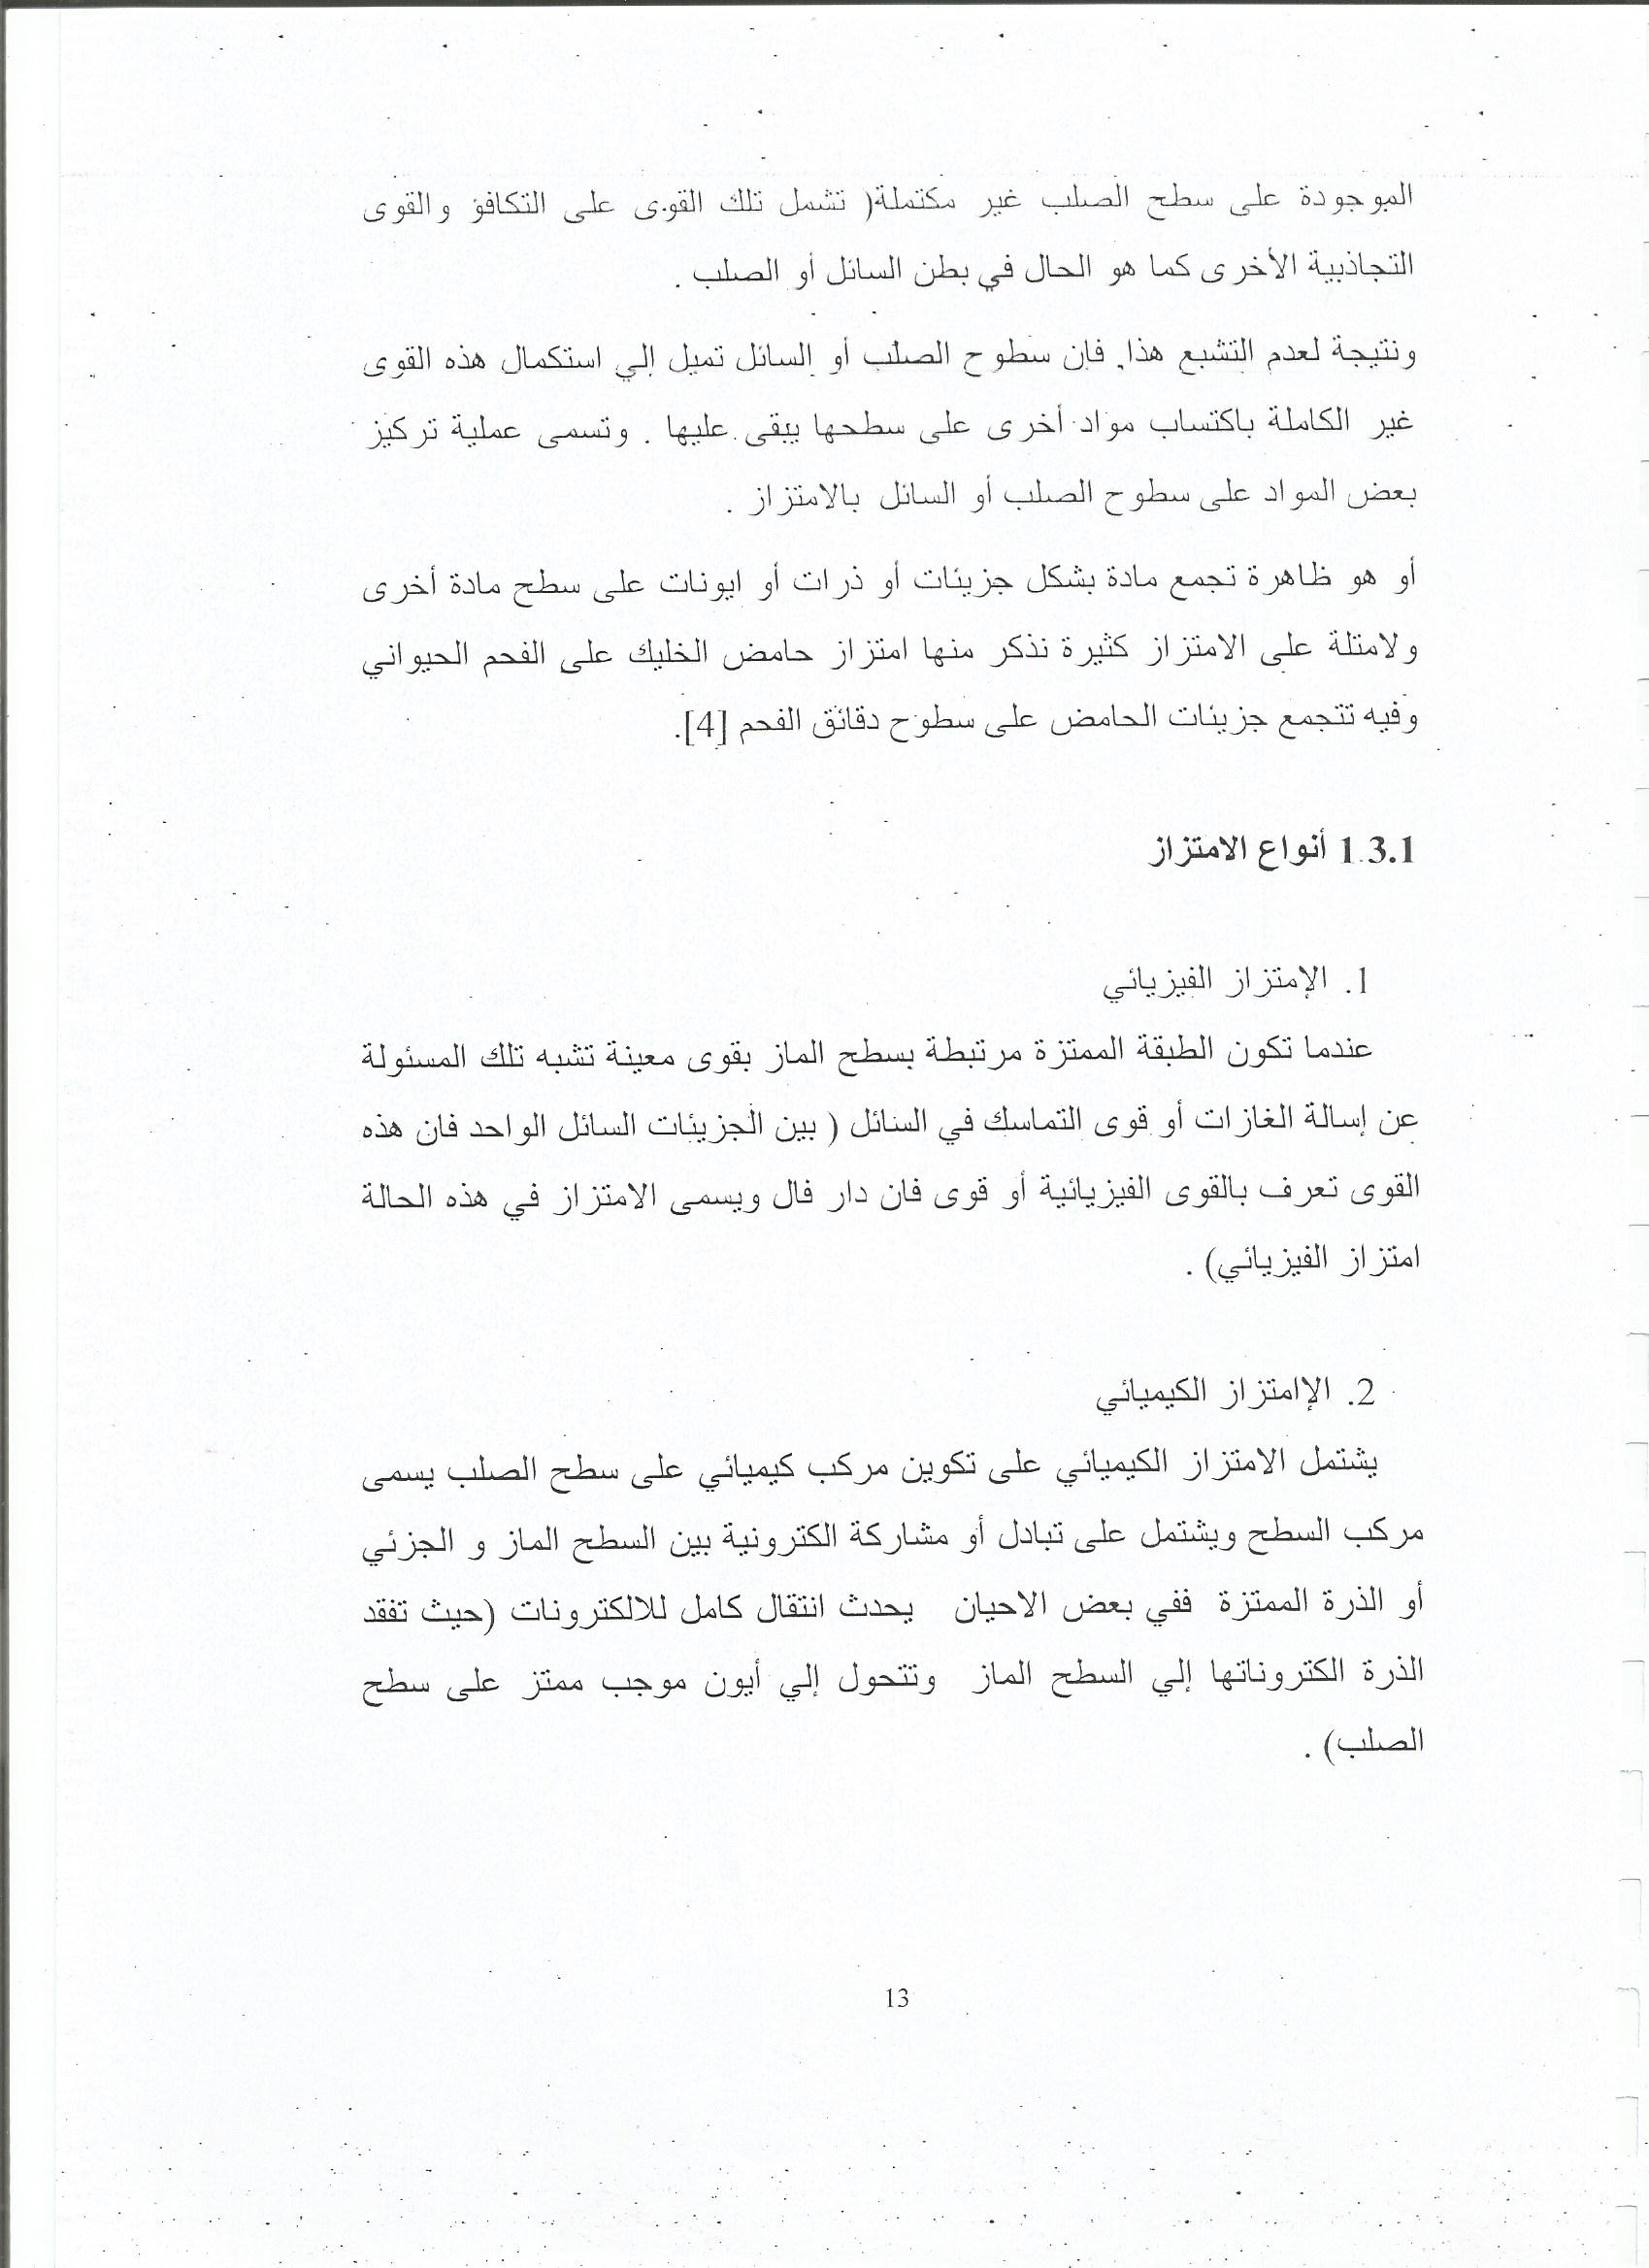 الموجودة على سطح الصلب غير مكتملة( تشمل تلك القوى على التكافؤ والقوى
التجاذبية الأخرى كما هو الحال في بطن السائل أو الصلب .
ونتيجة لعدم التشبع هذا, فإن سطوح الصلب أو السائل تميل إلي استكمال هذه القوى
غير الكاملة باكتساب مواد أخرى على سطحها يبقى عليها . وتسمى عملية تركيز
بعض المواد على سطوح الصلب أو السائل بالامتزاز .
أو هو ظاهرة تجمع مادة بشكل جزيئات أو ذرات أو ايونات على سطح مادة أخرى
ولامتلة على الامتزاز كثيرة نذكر منها امتزاز حامض الخليك على الفحم الحيواني
وفيه تتجمع جزيئات الحامض على سطوح دقائق الفحم [4].
1.3.1 أنواع الامتزاز
1. الإمتزاز الفيزيائي
عندما تكون الطبقة الممتزة مرتبطة بسطح الماز بقوى معينة تشبه تلك المسئولة
عن إسالة الغازات أو قوى التماسك في السائل ( بين الجزيئات السائل الواحد فان هذه
القوى تعرف بالقوى الفيزيائية أو قوى فان دار فال ويسمى الامتزاز في هذه الحالة
امتزاز الفيزيائي) .
2. الإامتزاز الكيميائي
يشتمل الامتزاز الكيميائي على تكوين مركب كيميائي على سطح الصلب يسمى
مركب السطح ويشتمل على تبادل أو مشاركة الكترونية بين السطح الماز و الجزئي
أو الذرة الممتزة ففي بعض الاحيان يحدث انتقال كامل للالكترونات (حيث تفقد
الذرة الكتروناتها إلي السطح الماز وتتحول إلي أيون موجب ممتز على سطح
الصلب) .
13